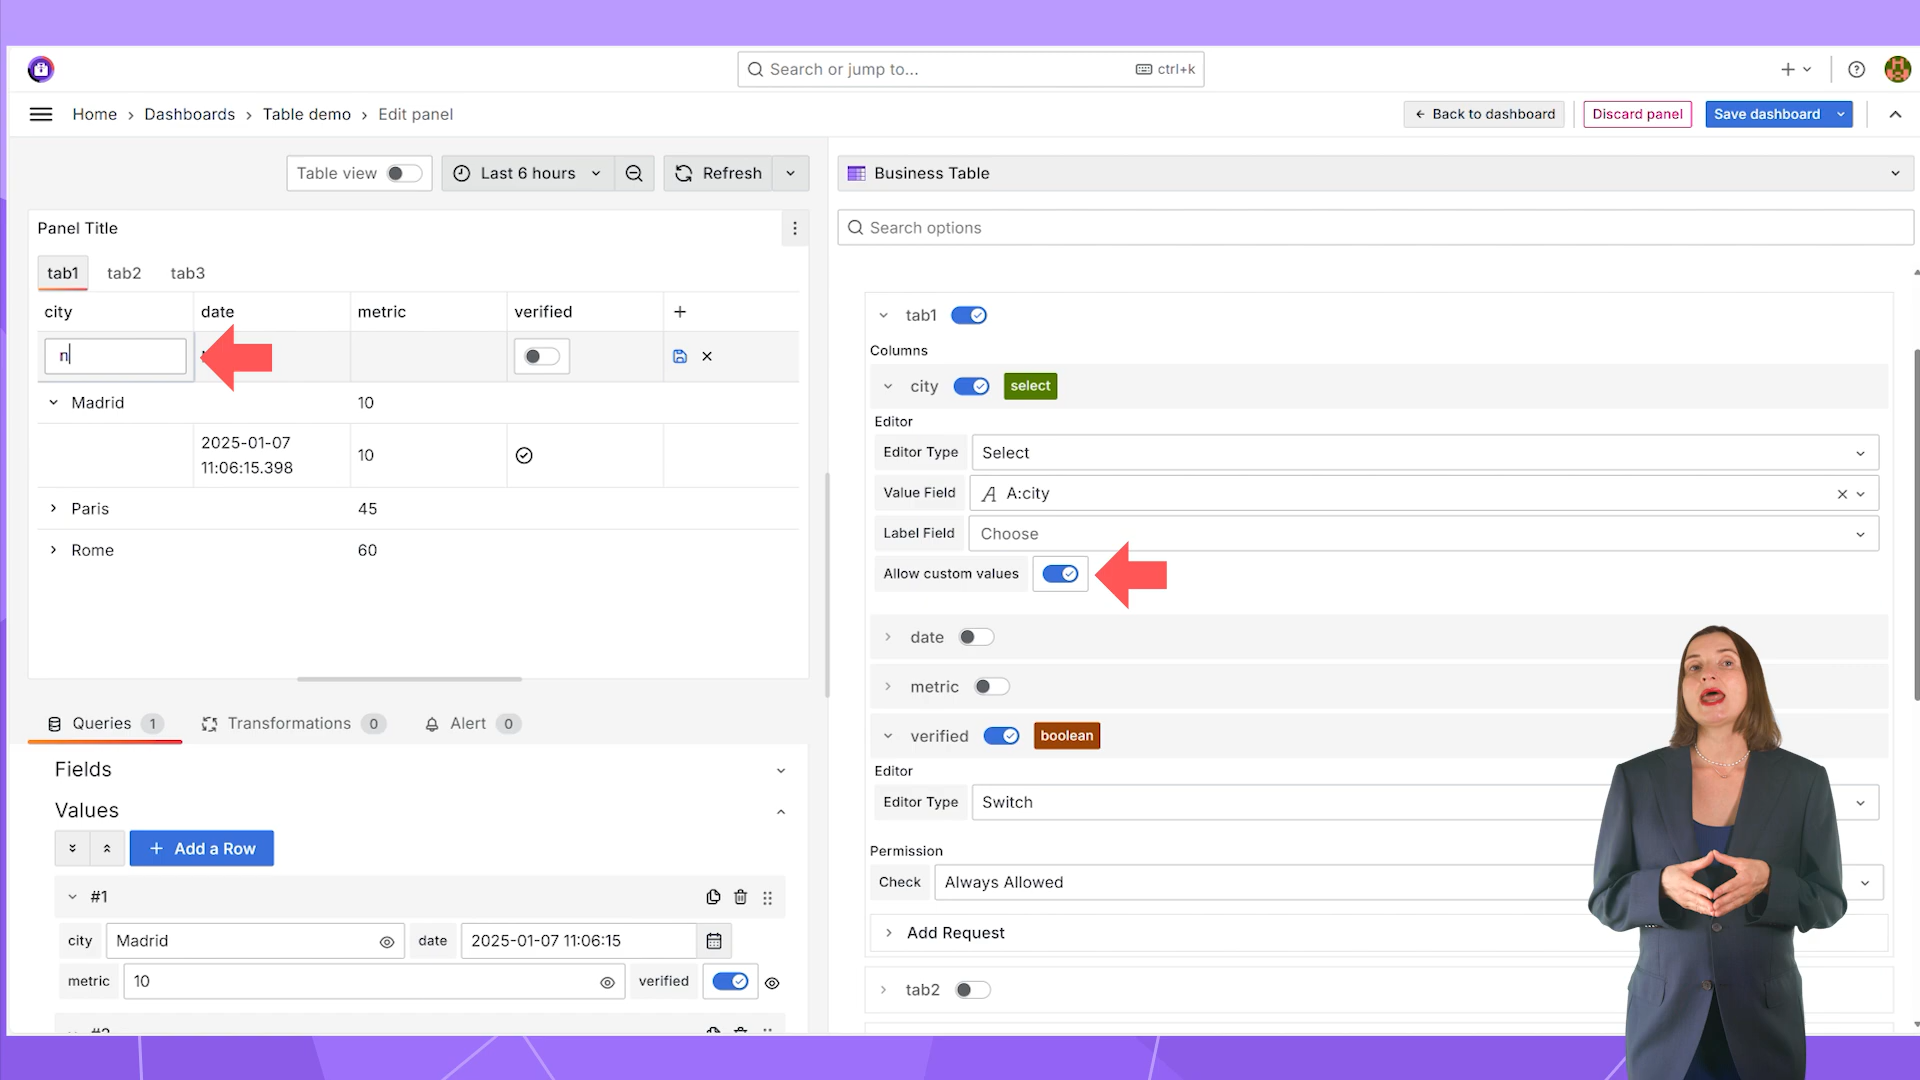 Search or jump to...
ctrl+k
Home
Dashboards
Table demo
Edit panel
Back to dashboard
Discard panel
Save dashboard
Table view
Last 6 hours
Refresh
Business Table
Panel Title
Search options
tab1 tab2 tab3
city date metric verified
n
Madrid 10
2025-01-07
11:06:15.398
10
Paris 45
Rome 60
tab1
Columns
city select
Editor
Editor Type Select
Value Field A:city
Label Field Choose
Allow custom values
date
metric
verified boolean
Editor
Editor Type Switch
Permission
Check Always Allowed
Add Request
tab2
Queries 1
Transformations 0
Alert 0
Fields
Values
Add a Row
#1
city Madrid date 2025-01-07 11:06:15
metric 10 verified